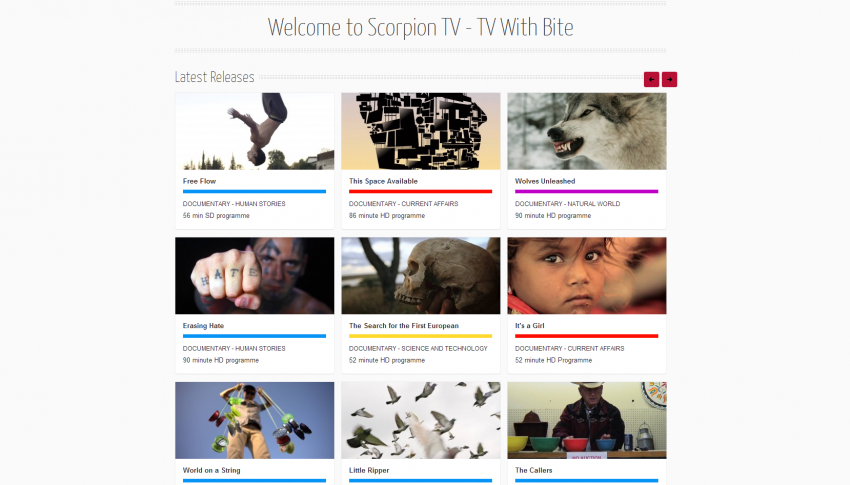 Welcome to Scorpion TV - TV With Bite
Latest Releases
Free Flow
DOCUMENTARY - HUMAN STORIES
56 min SD programme
This Space Available
DOCUMENTARY - CURRENT AFFAIRS
86 minute HD programme
Wolves Unleashed
DOCUMENTARY - NATURAL WORLD
90 minute HD programme
HATE
Erasing Hate
DOCUMENTARY - HUMAN STORIES
90 minute HD programme
The Search for the First European
DOCUMENTARY - SCIENCE AND TECHNOLOGY
52 minute HD programme
It's a Girl
DOCUMENTARY - CURRENT AFFAIRS
52 minute HD Programme
World on a String
Little Ripper
The Callers